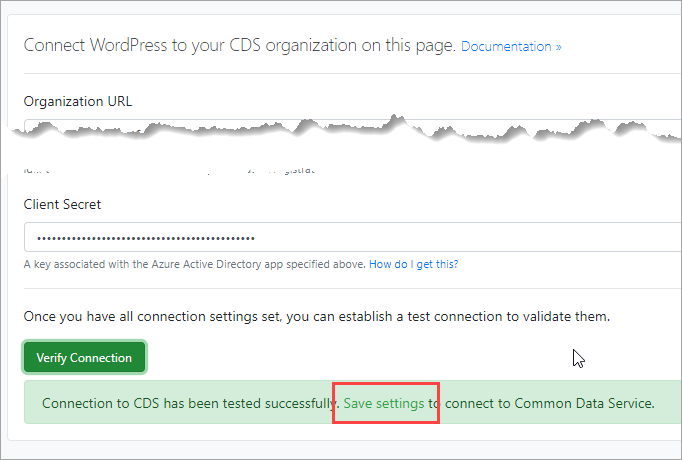 Connect WordPress to your CDS organization on this page. Documentation »
Organization URL
Client Secret
••••••••••••••••••••••••••••••••••••••••••••
A key associated with the Azure Active Directory app specified above. How do I get this?
Once you have all connection settings set, you can establish a test connection to validate them.
Verify Connection
Connection to CDS has been tested successfully. Save settings to connect to Common Data Service.